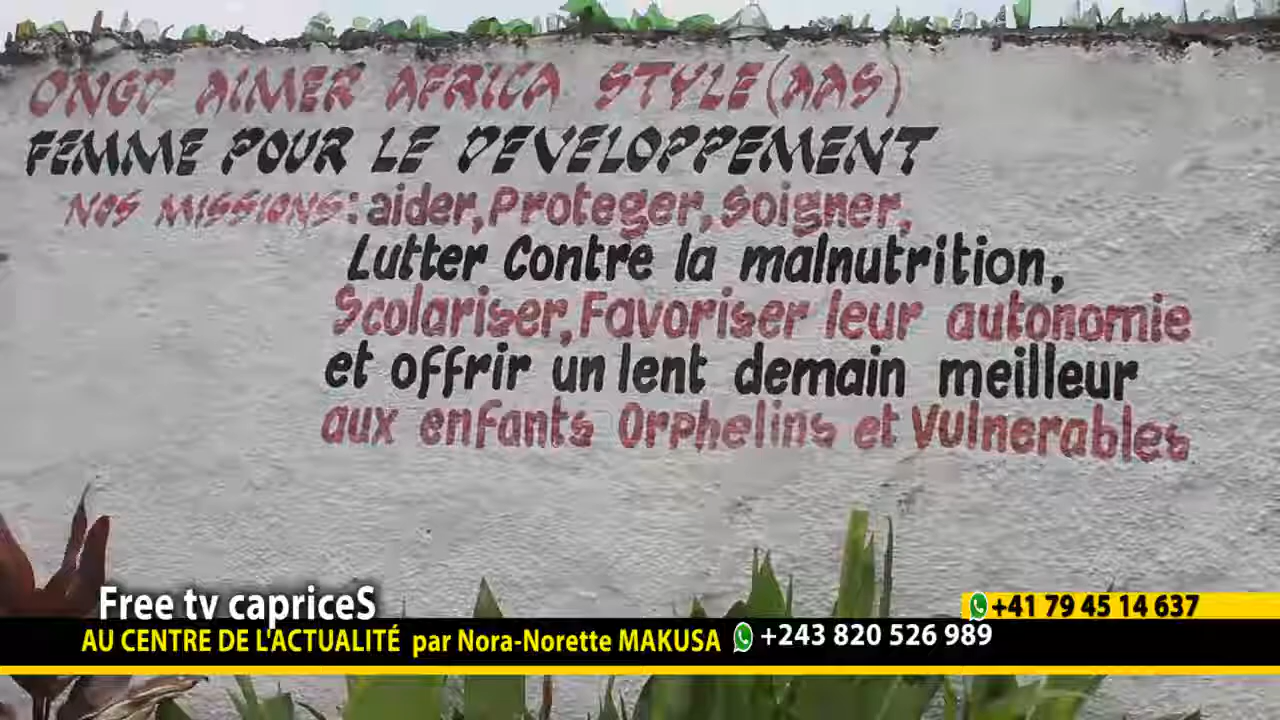 ONGD AIMER AFRICA STYLE(AAS)
FEMME POUR LE DEVELOPPEMENT
NOS MISSIONS: aider, Proteger, Soigner,
Lutter Contre la malnutrition,
Scolariser, Favoriser leur autonomie
et offrir un lent demain meilleur
aux enfants Orphelins et Vulnerables
Free tv capriceS
+41 79 45 14 637
AU CENTRE DE L'ACTUALITÉ par Nora-Norette MAKUSA +243 820 526 989